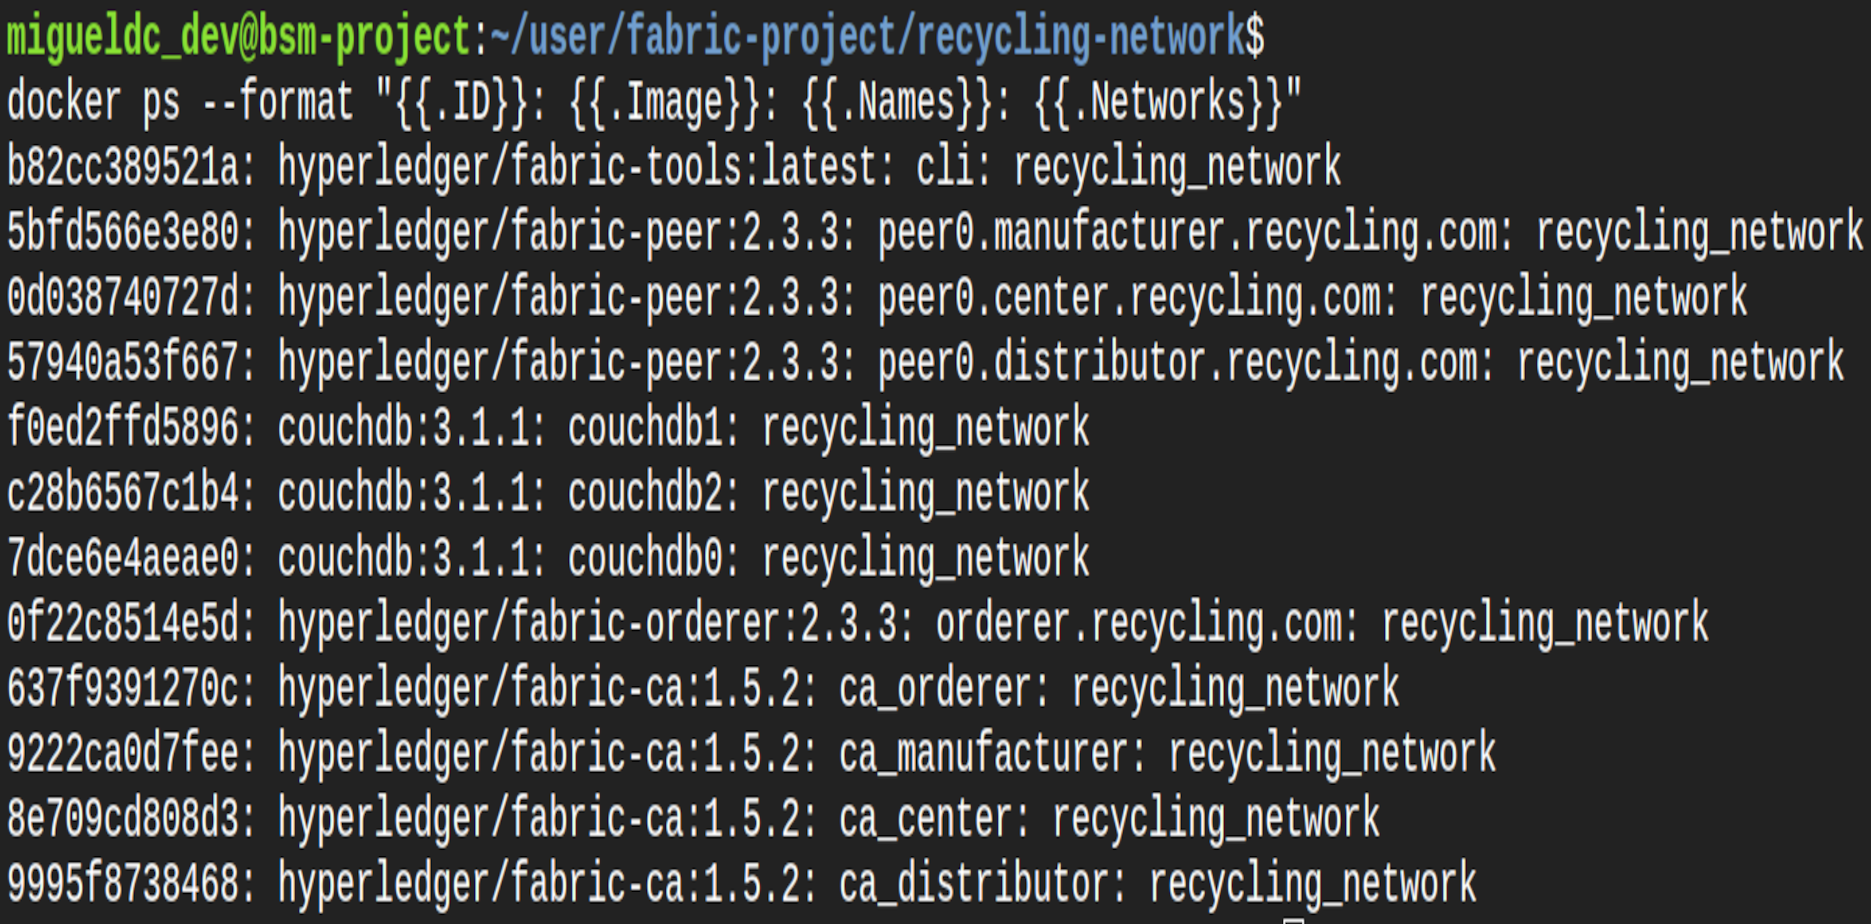 migueldc_dev@bsm-project:~/user/fabric-project/recycling-network$
docker ps --format "{{.ID}}: {{.Image}}: {{.Names}}: {{.Networks}}"
b82cc389521a: hyperledger/fabric-tools:latest: cli: recycling_network
5bfd566e3e80: hyperledger/fabric-peer:2.3.3: peer0.manufacturer.recycling.com: recycling_network
0d038740727d: hyperledger/fabric-peer:2.3.3: peer0.center.recycling.com: recycling_network
57940a53f667: hyperledger/fabric-peer:2.3.3: peer0.distributor.recycling.com: recycling_network
f0ed2ffd5896: couchdb:3.1.1: couchdb1: recycling_network
c28b6567c1b4: couchdb:3.1.1: couchdb2: recycling_network
7dce6e4aeae0: couchdb:3.1.1: couchdb0: recycling_network
0f22c8514e5d: hyperledger/fabric-orderer:2.3.3: orderer.recycling.com: recycling_network
637f9391270c: hyperledger/fabric-ca:1.5.2: ca_orderer: recycling_network
9222ca0d7fee: hyperledger/fabric-ca:1.5.2: ca_manufacturer: recycling_network
8e709cd808d3: hyperledger/fabric-ca:1.5.2: ca_center: recycling_network
9995f8738468: hyperledger/fabric-ca:1.5.2: ca_distributor: recycling_network